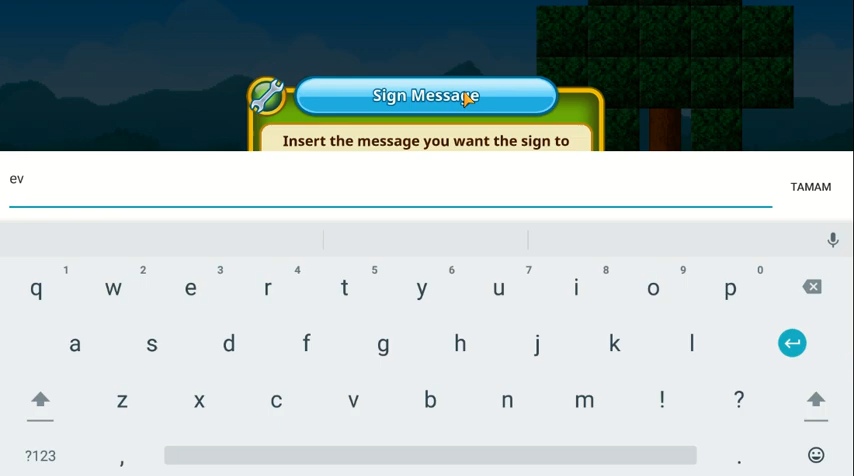 Sign Message
Insert the message you want the sign to
ev
TAMAM
1 2 3 4 5 6 7 8 9 0
q w e r t y u i o p
a s d f g h j k l
z x c v b n m ! ?
?123 , .